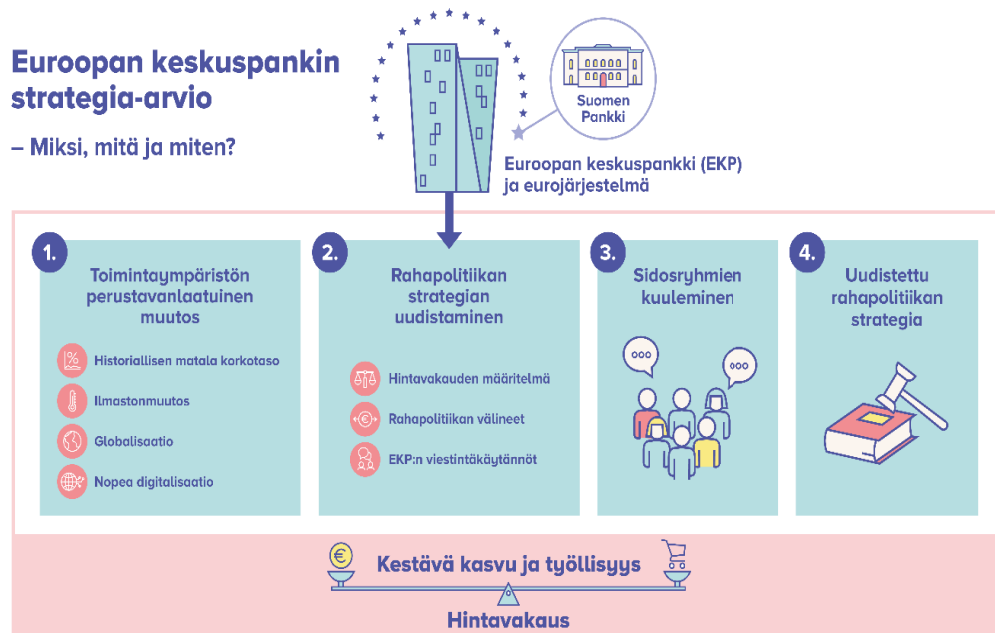 Euroopan keskuspankin
strategia-arvio
– Miksi, mitä ja miten?
Suomen
Pankki
Euroopan keskuspankki (EKP)
ja eurojärjestelmä
1.
Toimintaympäristön
perustavanlaatuinen
muutos
%
Historiallisen matala korkotaso
Ilmastonmuutos
Globalisaatio
Nopea digitalisaatio
2.
Rahapolitiikan
strategian
uudistaminen
Hintavakauden määritelmä
€
Rahapolitiikan välineet
EKP:n viestintäkäytännöt
3.
Sidosryhmien
kuuleminen
4.
Uudistettu
rahapolitiikan
strategia
€
Kestävä kasvu ja työllisyys
Hintavakaus